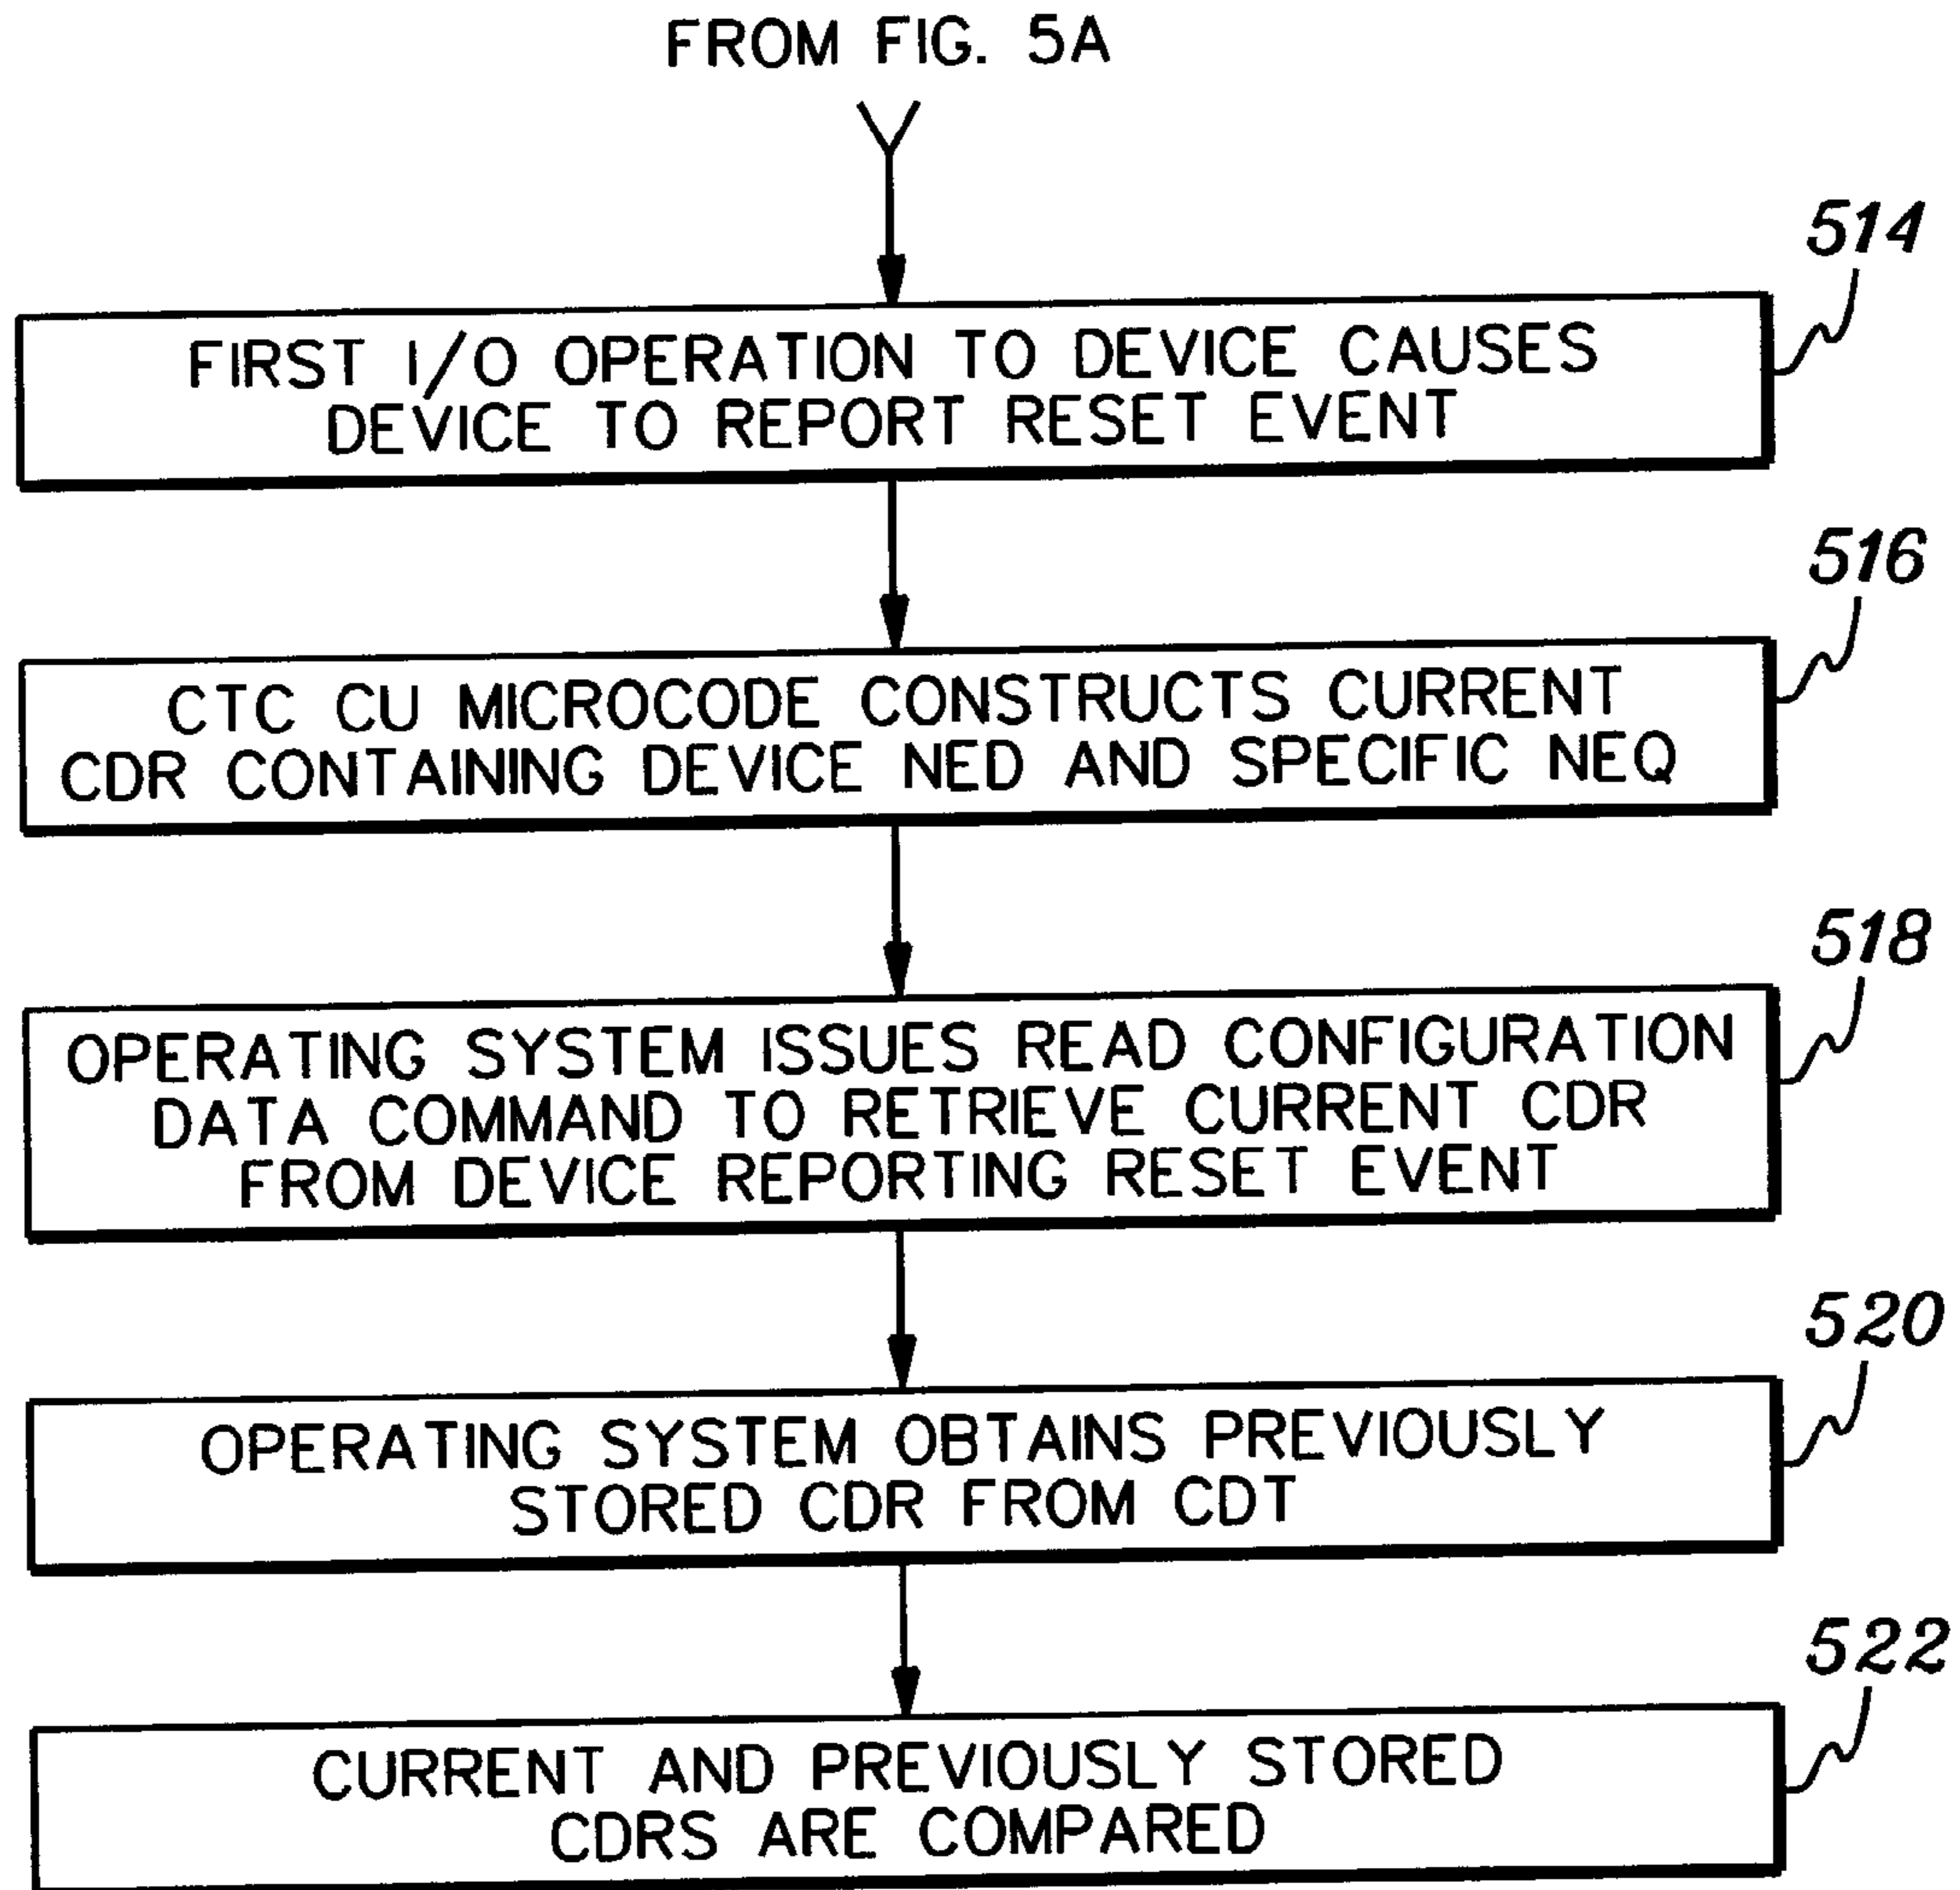 FROM FIG. 5A
514
FIRST I/O OPERATION TO DEVICE CAUSES
DEVICE TO REPORT RESET EVENT
516
CTC CU MICROCODE CONSTRUCTS CURRENT
CDR CONTAINING DEVICE NED AND SPECIFIC NEQ
518
OPERATING SYSTEM ISSUES READ CONFIGURATION
DATA COMMAND TO RETRIEVE CURRENT CDR
FROM DEVICE REPORTING RESET EVENT
520
OPERATING SYSTEM OBTAINS PREVIOUSLY
STORED CDR FROM CDT
522
CURRENT AND PREVIOUSLY STORED
CDRS ARE COMPARED